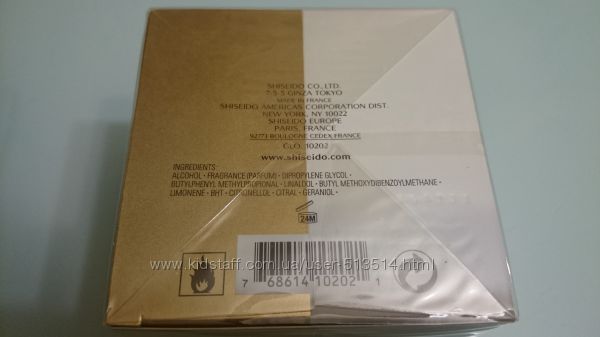 SHISEIDO CO., LTD.
7-5-5 GINZA TOKYO
MADE IN FRANCE
SHISEIDO AMERICAS CORPORATION DIST.
NEW YORK, NY 10022
SHISEIDO EUROPE
PARIS, FRANCE
92773 BOULOGNE CEDEX FRANCE
GLO. 10202
www.shiseido.com
INGREDIENTS:
ALCOHOL · FRAGRANCE (PARFUM) · DIPROPYLENE GLYCOL ·
BUTYLPHENYL METHYLPROPIONAL · LINALOOL · BUTYL METHOXYDIBENZOYLMETHANE ·
LIMONENE · BHT · CITRONELLOL · CITRAL · GERANIOL ·
24M
www.kidstaff.com.ua/user-513514.html
7 68614 10202 1